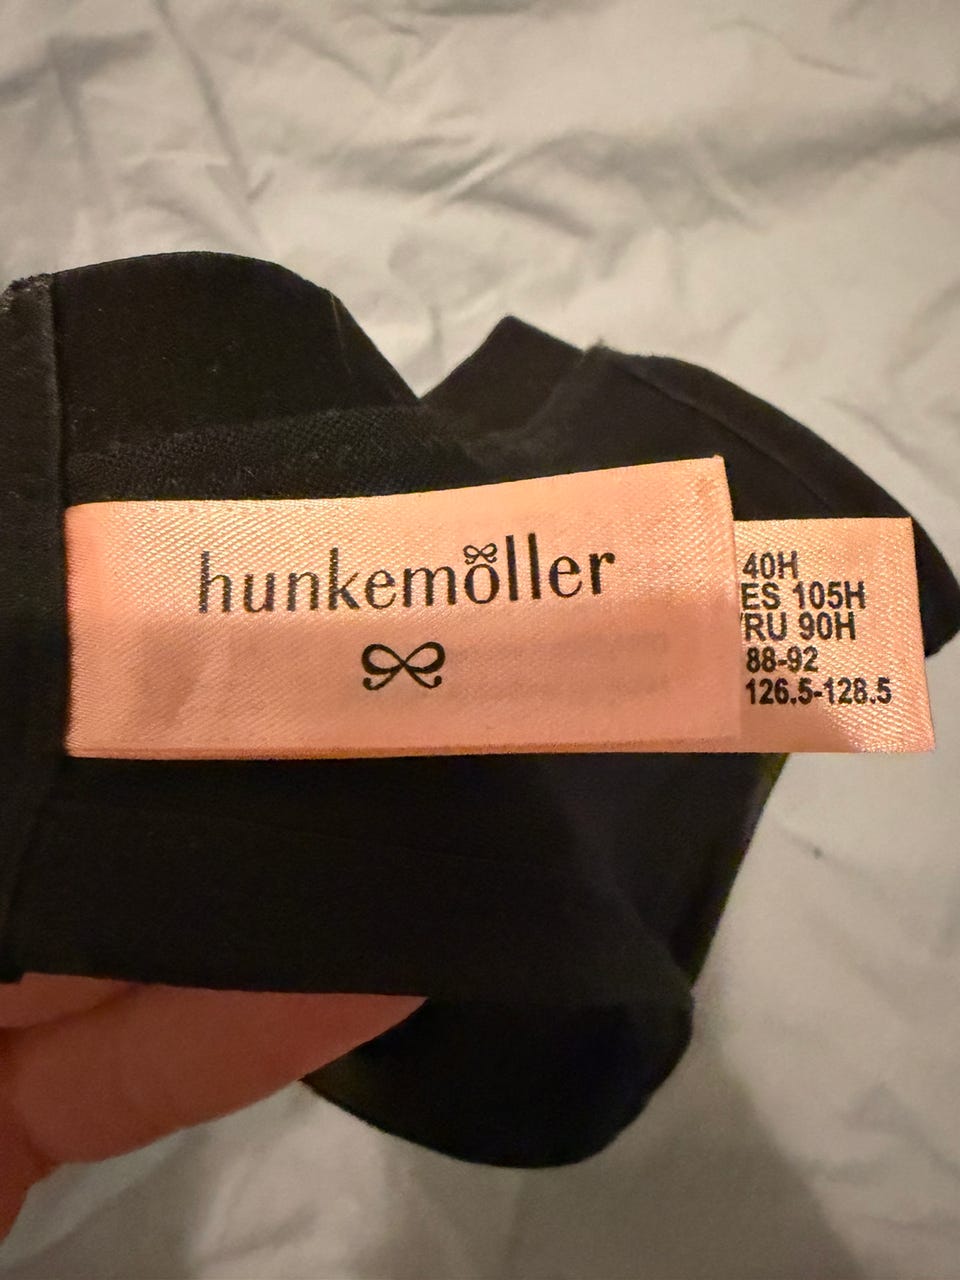 hunkemöller
40H
ES 105H
/RU 90H
88-92
126.5-128.5